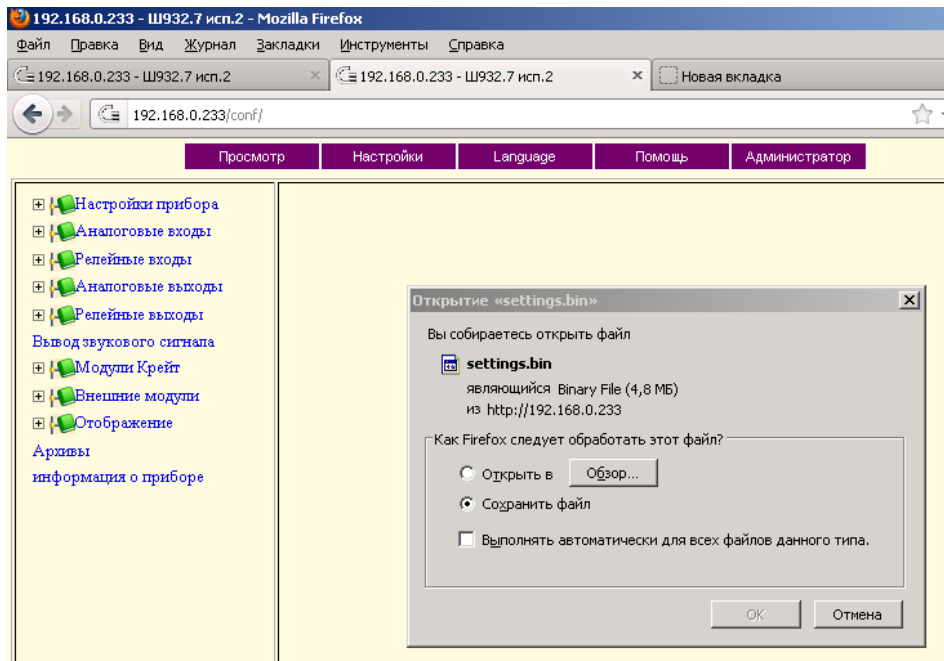 192.168.0.233 - Ш932.7 исп.2 - Mozilla Firefox
Файл Правка Вид Журнал Закладки Инструменты Справка
192.168.0.233 - Ш932.7 исп.2 × 192.168.0.233 - Ш932.7 исп.2 × Новая вкладка
192.168.0.233/conf/
Просмотр Настройки Language Помощь Администратор
Настройки прибора
Аналоговые входы
Релейные входы
Аналоговые выходы
Релейные выходы
Вывод звукового сигнала
Модули Крейт
Внешние модули
Отображение
Архивы
информация о приборе
Открытие «settings.bin»
Вы собираетесь открыть файл
settings.bin
являющийся Binary File (4,8 МБ)
из http://192.168.0.233
Как Firefox следует обработать этот файл?
Открыть в Обзор...
Сохранить файл
Выполнять автоматически для всех файлов данного типа.
OK Отмена